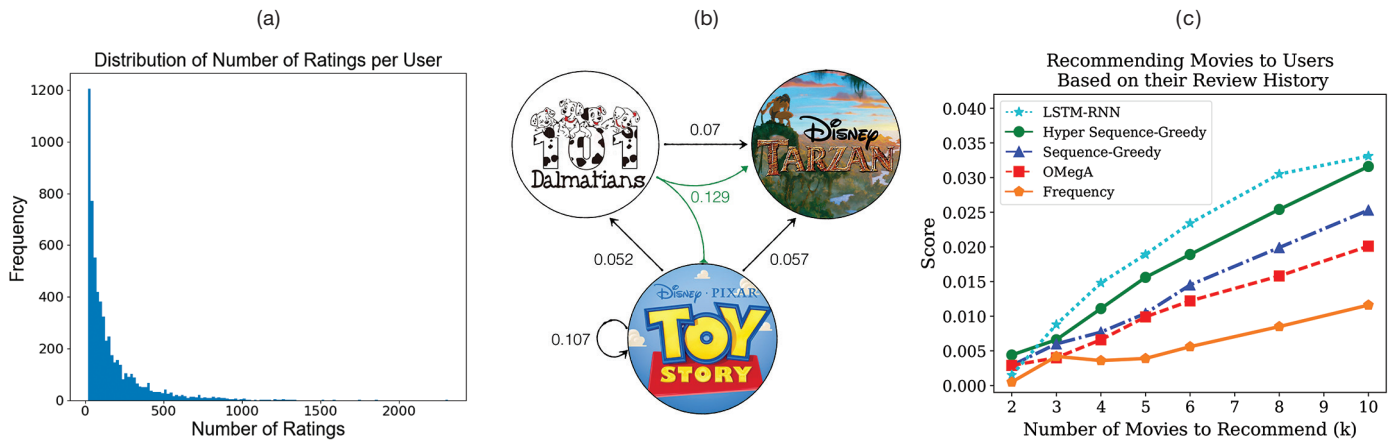 (a)
Distribution of Number of Ratings per User
1200
1000
800
600
400
200
0
Frequency
0 500 1000 1500 2000
Number of Ratings
(b)
101
Dalmatians
Disney
TARZAN
0.07
0.129
0.052
0.057
0.107
Disney · PIXAR
TOY
STORY
(c)
Recommending Movies to Users
Based on their Review History
LSTM-RNN
Hyper Sequence-Greedy
Sequence-Greedy
OMegA
Frequency
0.040
0.035
0.030
0.025
0.020
0.015
0.010
0.005
0.000
Score
2 3 4 5 6 7 8 9 10
Number of Movies to Recommend (k)